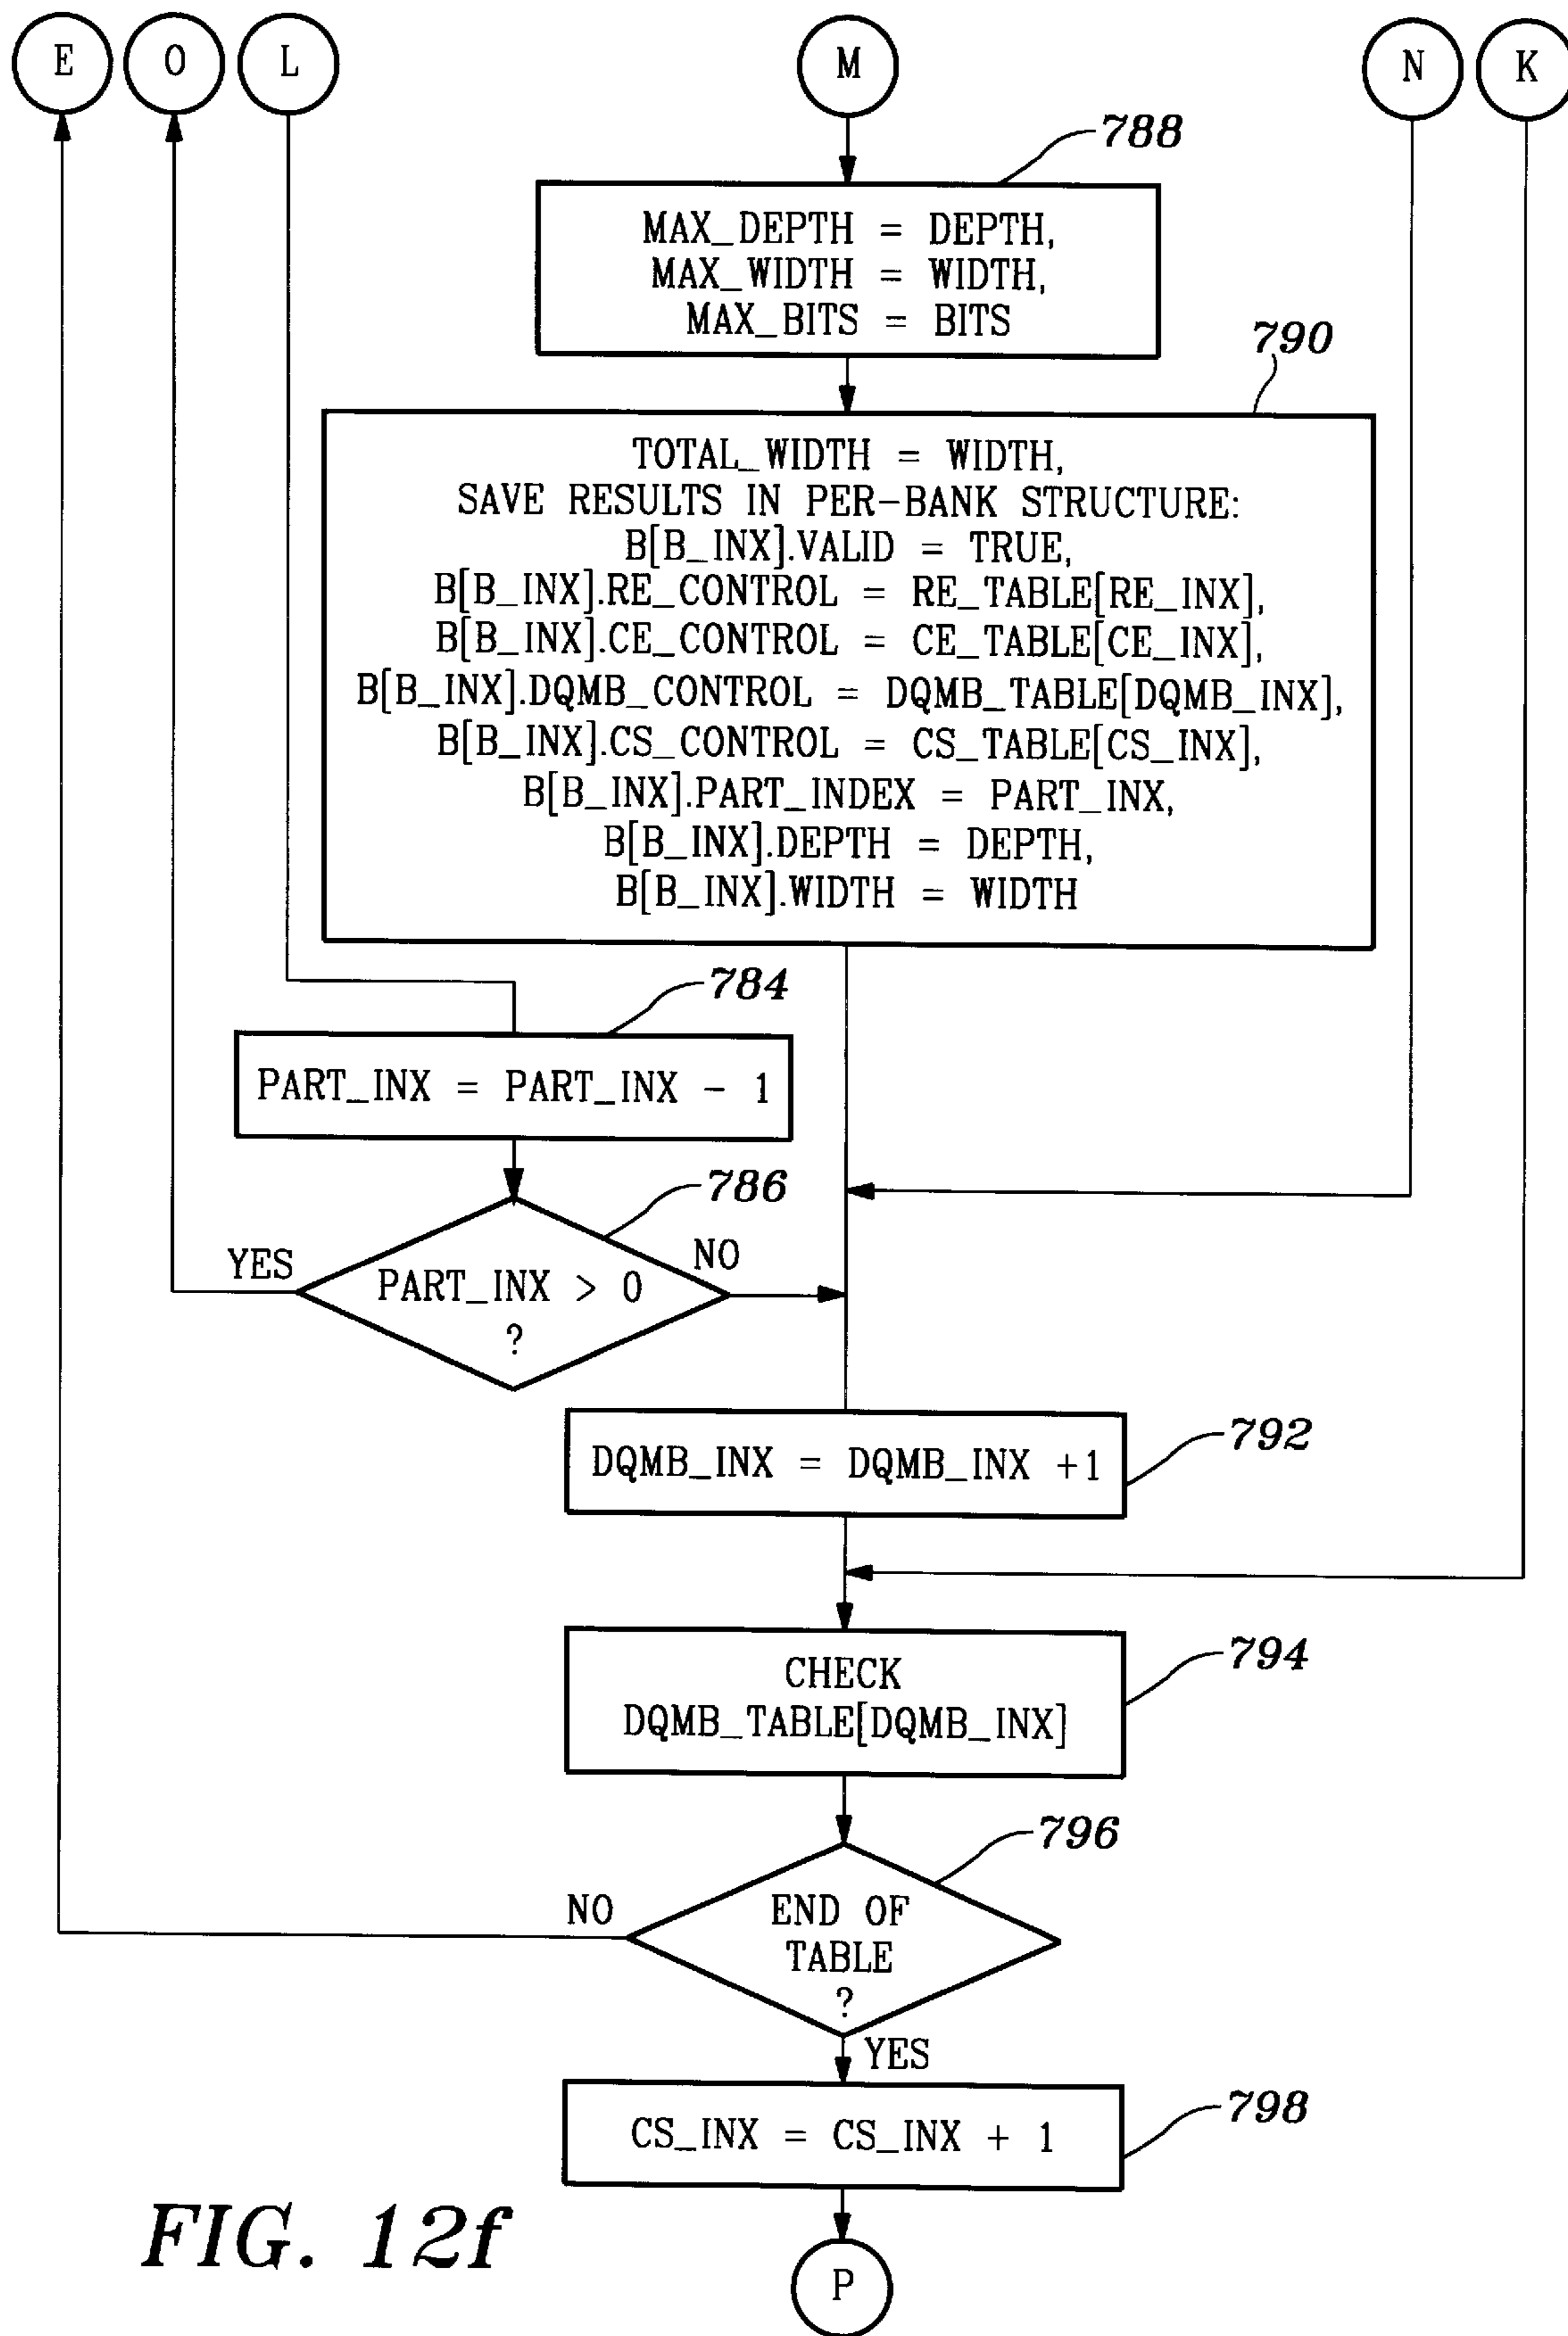 E
O
L
M
N
K
788
MAX_DEPTH = DEPTH,
MAX_WIDTH = WIDTH,
MAX_BITS = BITS
790
TOTAL_WIDTH = WIDTH,
SAVE RESULTS IN PER-BANK STRUCTURE:
B[B_INX].VALID = TRUE,
B[B_INX].RE_CONTROL = RE_TABLE[RE_INX],
B[B_INX].CE_CONTROL = CE_TABLE[CE_INX],
B[B_INX].DQMB_CONTROL = DQMB_TABLE[DQMB_INX],
B[B_INX].CS_CONTROL = CS_TABLE[CS_INX],
B[B_INX].PART_INDEX = PART_INX,
B[B_INX].DEPTH = DEPTH,
B[B_INX].WIDTH = WIDTH
784
PART_INX = PART_INX - 1
786
YES
NO
PART_INX > 0
?
792
DQMB_INX = DQMB_INX +1
794
CHECK
DQMB_TABLE[DQMB_INX]
796
NO
END OF
TABLE
?
YES
798
CS_INX = CS_INX + 1
FIG. 12f
P